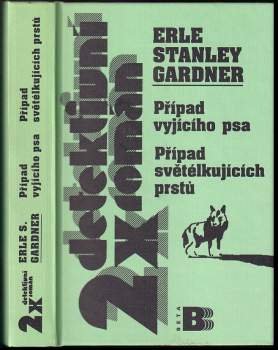 2x
detektivní
román
ERLE S.
GARDNER
Případ
vyjícího psa
Případ
světélkujících prstů
2x
detektivní
román
ERLE
STANLEY
GARDNER
Případ
vyjícího psa
Případ
světélkujících
prstů
BETA
B